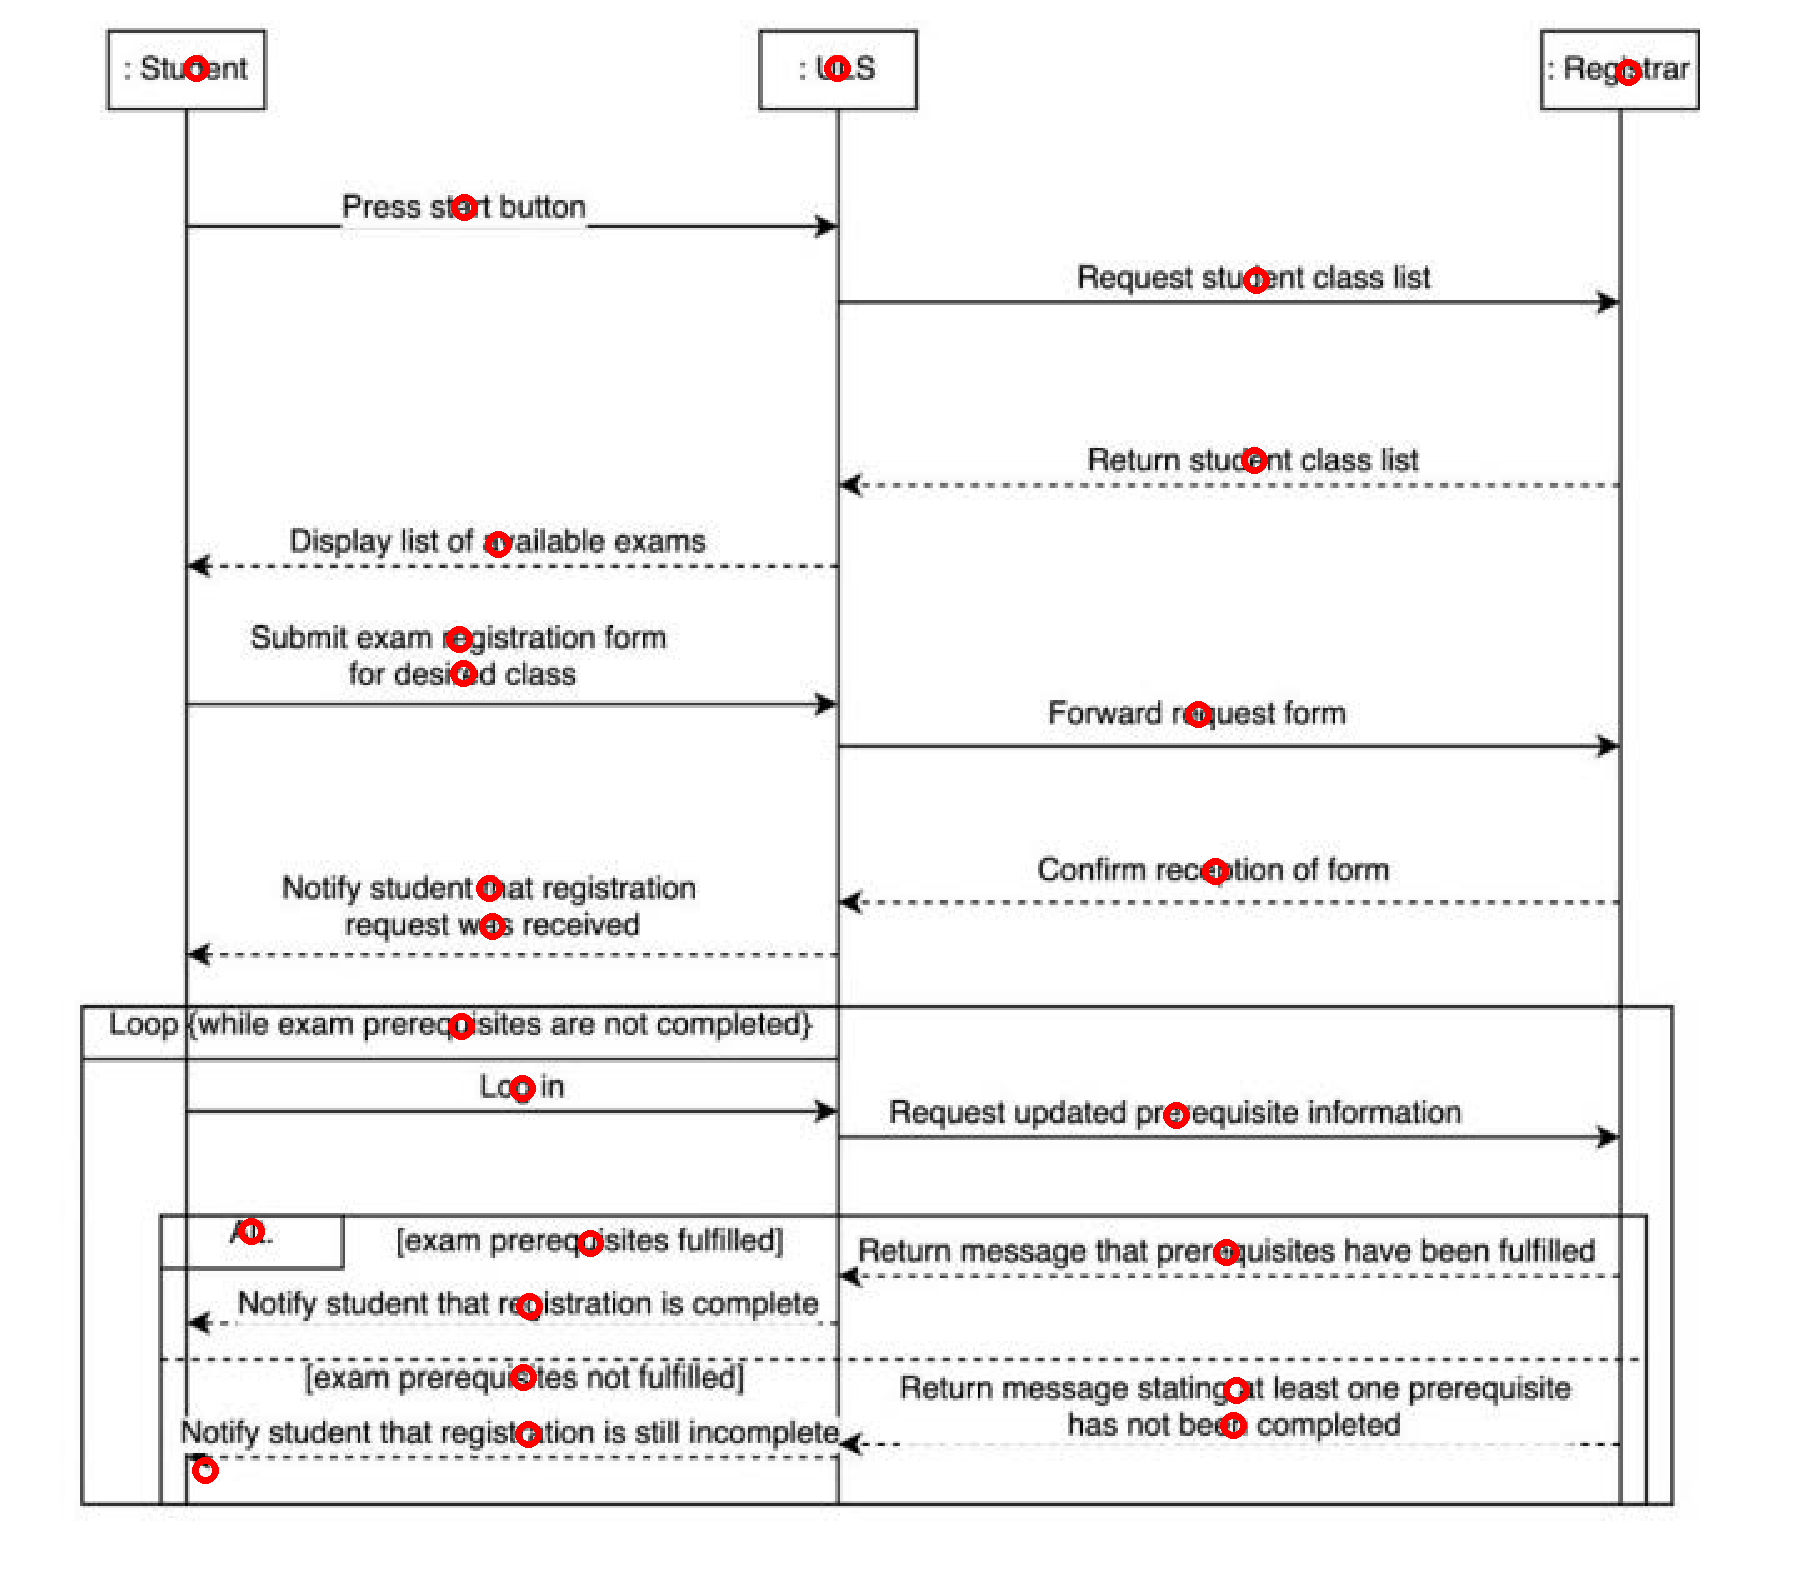 : Student
: ULS
: Registrar
Press start button
Request student class list
Return student class list
Display list of available exams
Submit exam registration form
for desired class
Forward request form
Confirm reception of form
Notify student that registration
request was received
Loop {while exam prerequisites are not completed}
Log in
Request updated prerequisite information
[exam prerequisites fulfilled]
Return message that prerequisites have been fulfilled
Notify student that registration is complete
[exam prerequisites not fulfilled]
Return message stating at least one prerequisite
has not been completed
Notify student that registration is still incomplete